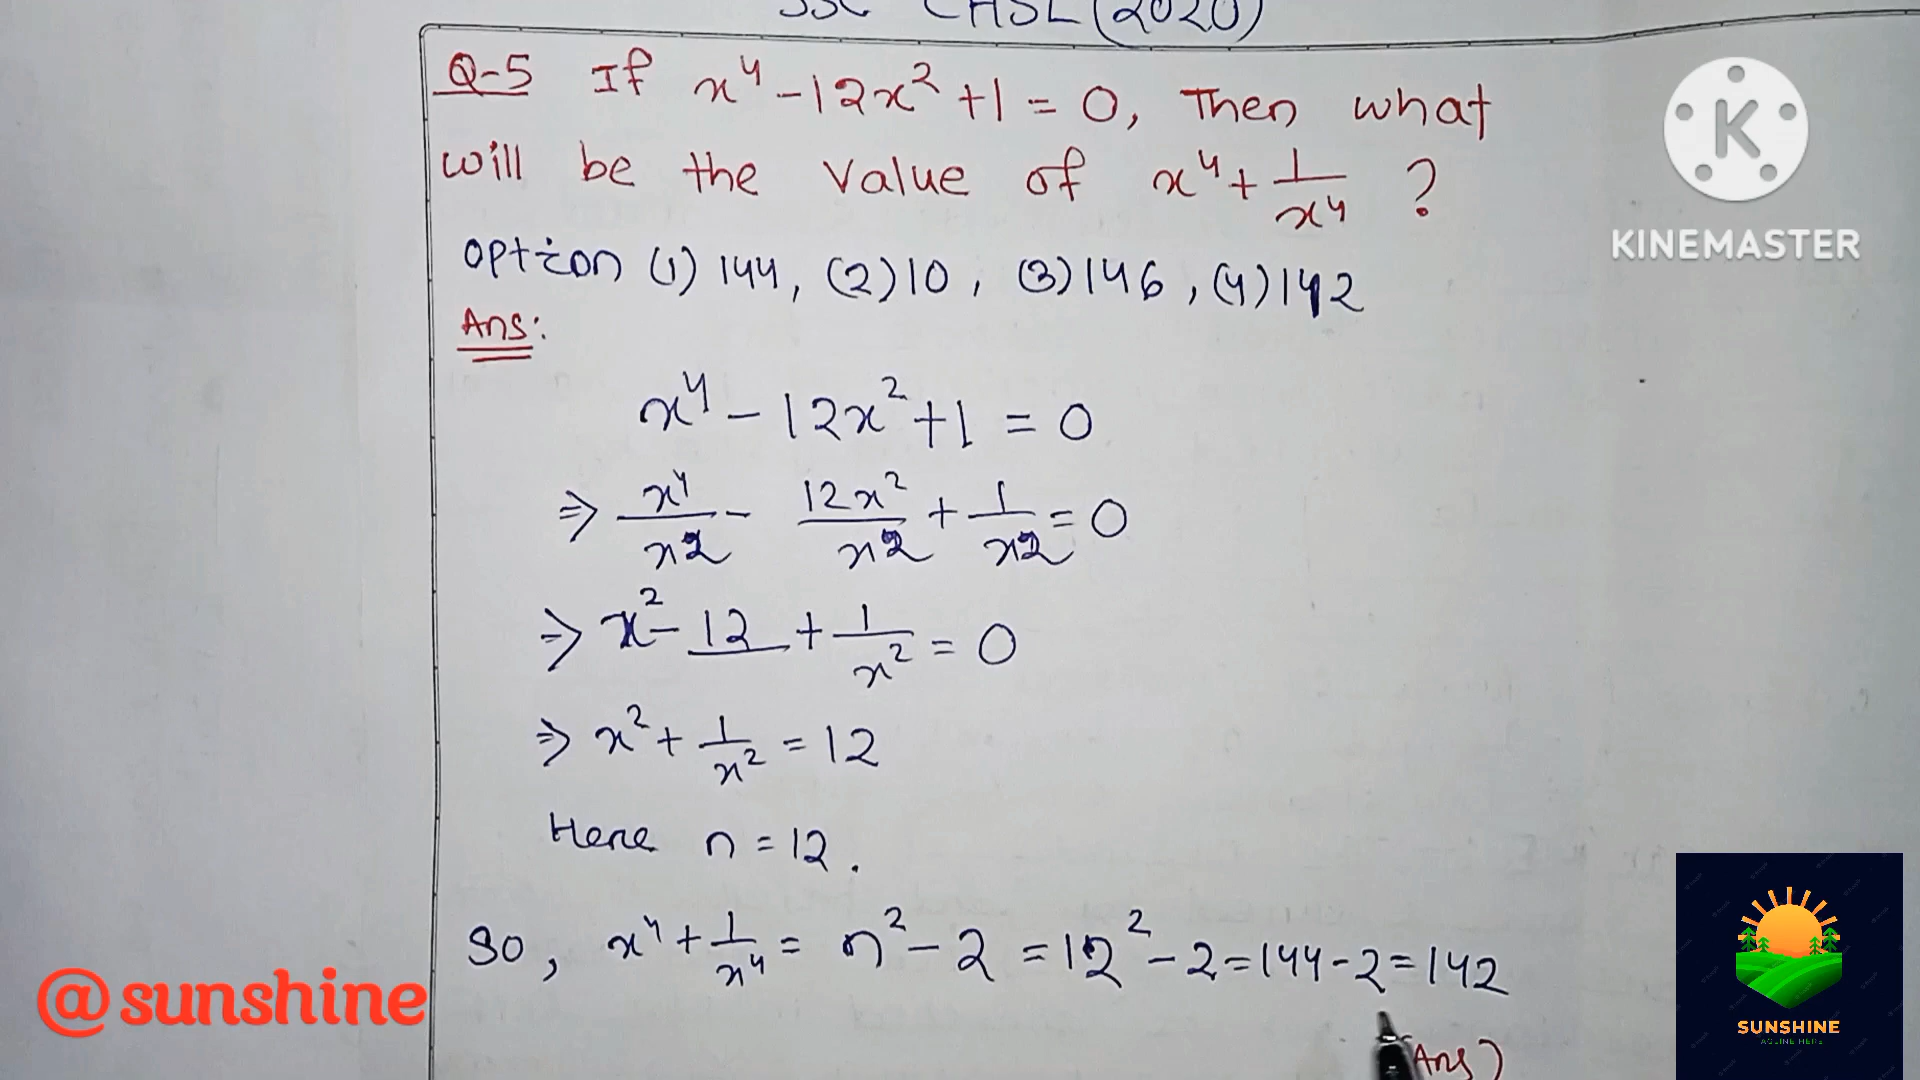 SSC CHSL (2020)
Q-5 If x⁴-12x²+1=0, Then what
will be the value of x⁴+1/x⁴ ?
option (1) 144, (2) 10, (3) 146, (4) 142
Ans:
x⁴-12x²+1=0
⇒ x⁴/x² - 12x²/x² + 1/x² = 0
⇒ x² - 12 + 1/x² = 0
⇒ x² + 1/x² = 12
Here n = 12.
So, x⁴ + 1/x⁴ = n² - 2 = 12² - 2 = 144 - 2 = 142
(Ans)
KINEMASTER
@sunshine
SUNSHINE
AGLINE HERE